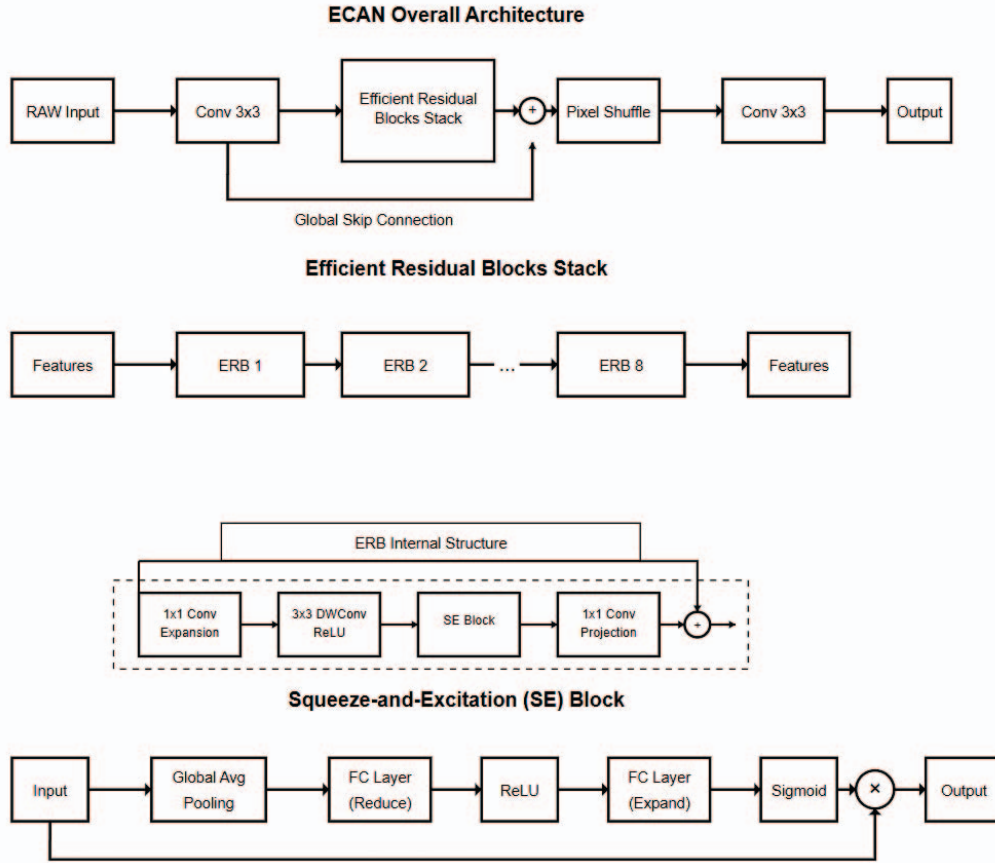 ECAN Overall Architecture
RAW Input
Conv 3x3
Efficient Residual
Blocks Stack
+
Pixel Shuffle
Conv 3x3
Output
Global Skip Connection
Efficient Residual Blocks Stack
Features
ERB 1
ERB 2
...
ERB 8
Features
ERB Internal Structure
1x1 Conv
Expansion
3x3 DWConv
ReLU
SE Block
1x1 Conv
Projection
+
Squeeze-and-Excitation (SE) Block
Input
Global Avg
Pooling
FC Layer
(Reduce)
ReLU
FC Layer
(Expand)
Sigmoid
×
Output